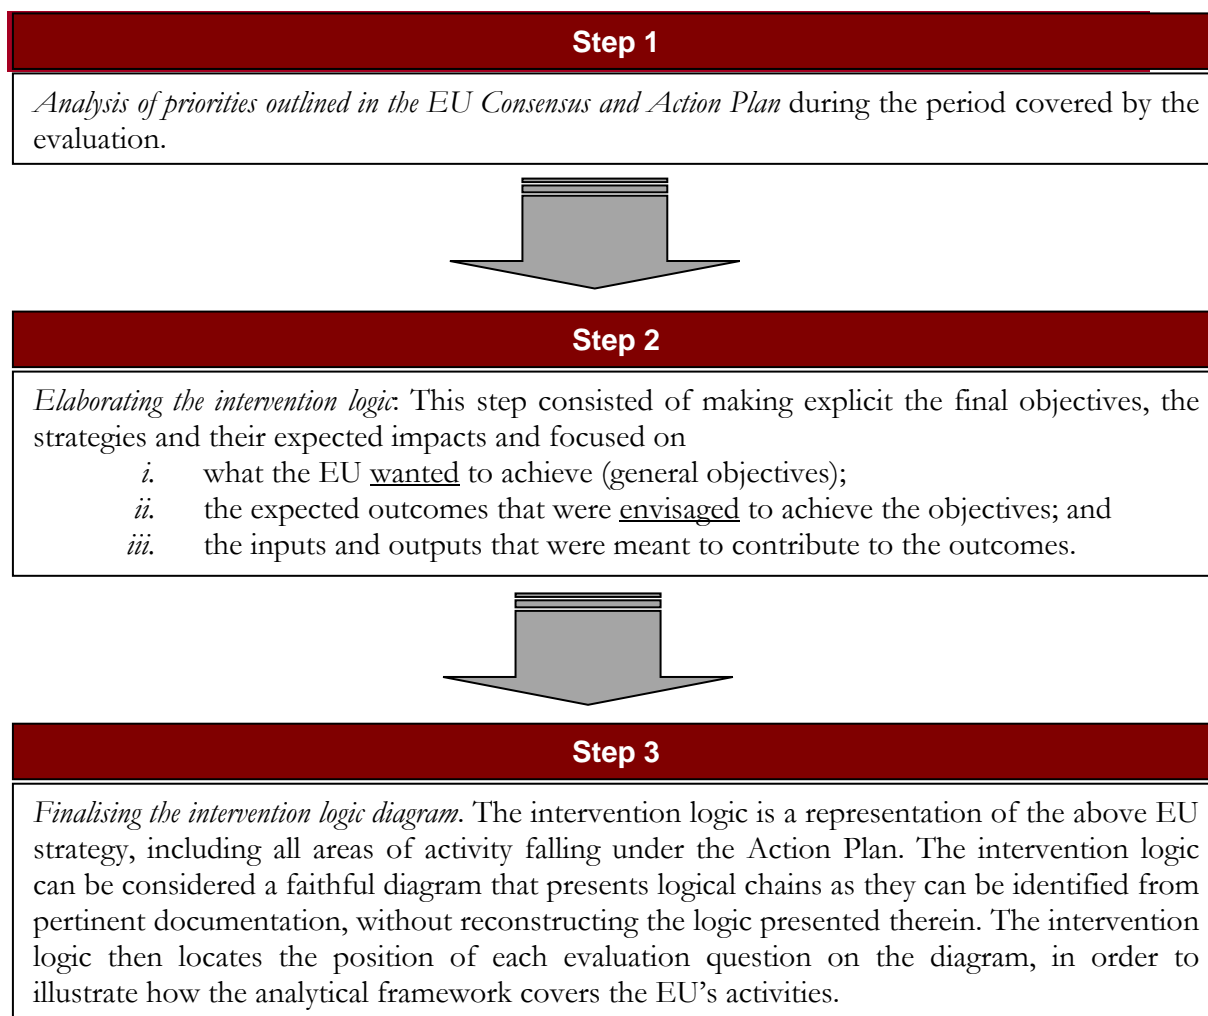 Step 1
Analysis of priorities outlined in the EU Consensus and Action Plan during the period covered by the
evaluation.
Step 2
Elaborating the intervention logic: This step consisted of making explicit the final objectives, the
strategies and their expected impacts and focused on
i. what the EU wanted to achieve (general objectives);
ii. the expected outcomes that were envisaged to achieve the objectives; and
iii. the inputs and outputs that were meant to contribute to the outcomes.
Step 3
Finalising the intervention logic diagram. The intervention logic is a representation of the above EU
strategy, including all areas of activity falling under the Action Plan. The intervention logic
can be considered a faithful diagram that presents logical chains as they can be identified from
pertinent documentation, without reconstructing the logic presented therein. The intervention
logic then locates the position of each evaluation question on the diagram, in order to
illustrate how the analytical framework covers the EU's activities.